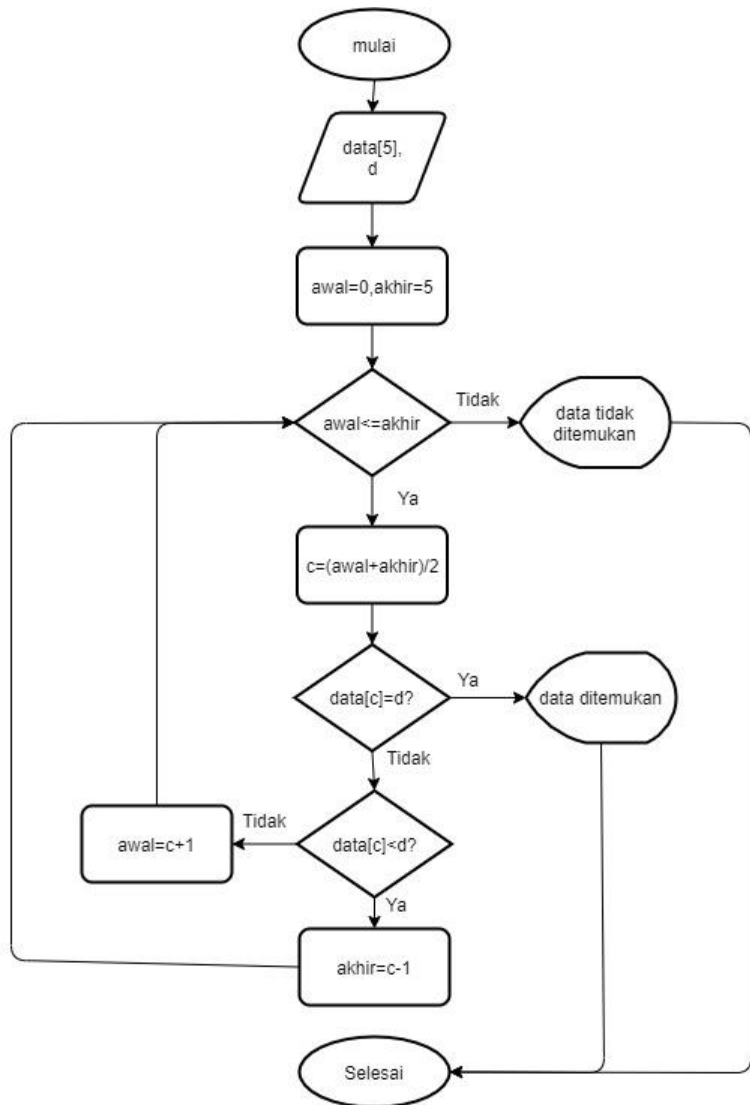 mulai
data[5],
d
awal=0,akhir=5
awal<=akhir
Tidak
data tidak
ditemukan
Ya
c=(awal+akhir)/2
data[c]=d?
Ya
data ditemukan
Tidak
data[c]<d?
Tidak
awal=c+1
Ya
akhir=c-1
Selesai